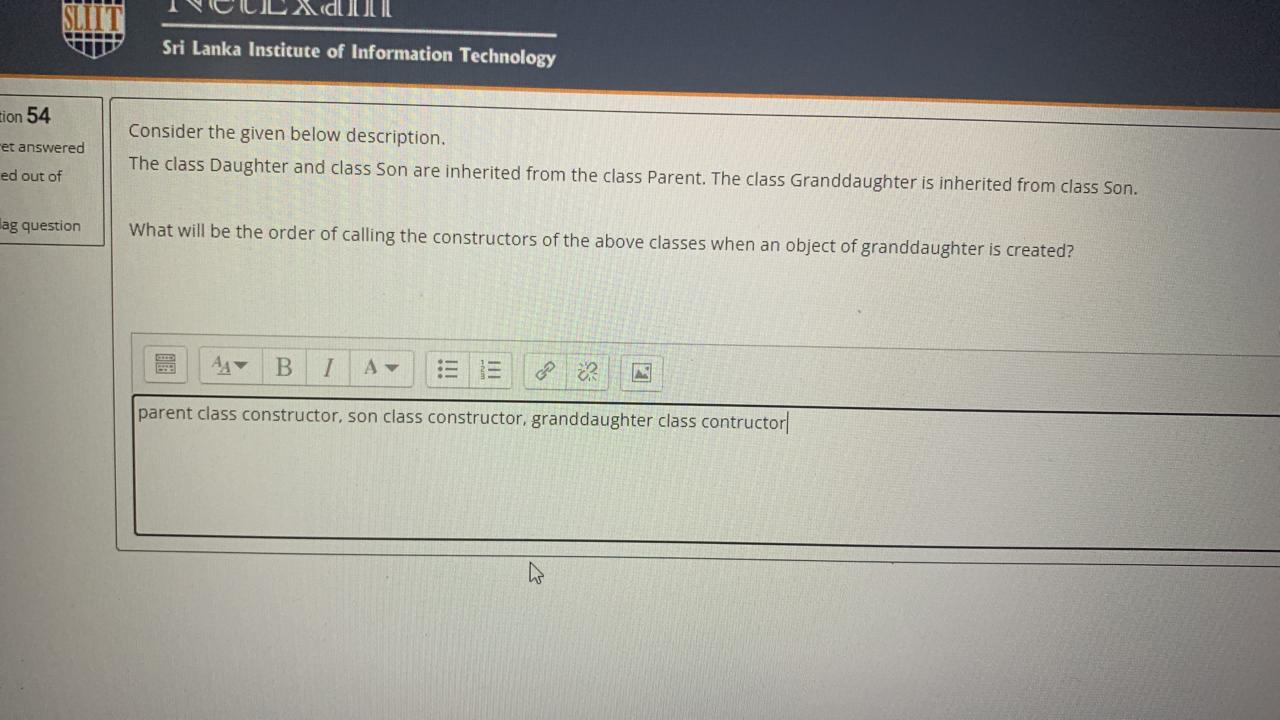 SLIIT
NetExam
Sri Lanka Institute of Information Technology
tion 54
et answered
ed out of
lag question
Consider the given below description.
The class Daughter and class Son are inherited from the class Parent. The class Granddaughter is inherited from class Son.
What will be the order of calling the constructors of the above classes when an object of granddaughter is created?
B I A
parent class constructor, son class constructor, granddaughter class contructor